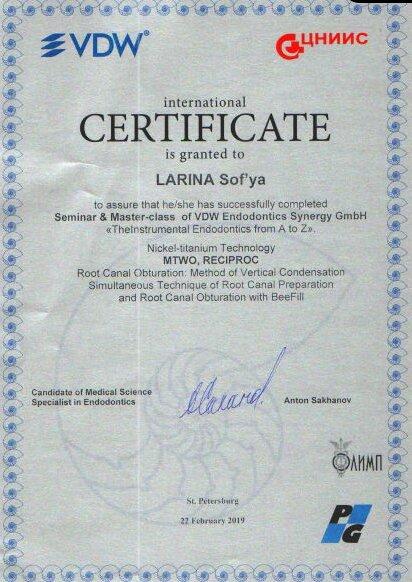 VDW®
ЦНИИС
international
CERTIFICATE
is granted to
LARINA Sof'ya
to assure that he/she has successfully completed
Seminar & Master-class of VDW Endodontics Synergy GmbH
«TheInstrumental Endodontics from A to Z».
Nickel-titanium Technology
MTWO, RECIPROC
Root Canal Obturation: Method of Vertical Condensation
Simultaneous Technique of Root Canal Preparation
and Root Canal Obturation with BeeFill
Candidate of Medical Science
Specialist in Endodontics
Anton Sakhanov
ОЛИМП
St. Petersburg
22 February 2019
PG